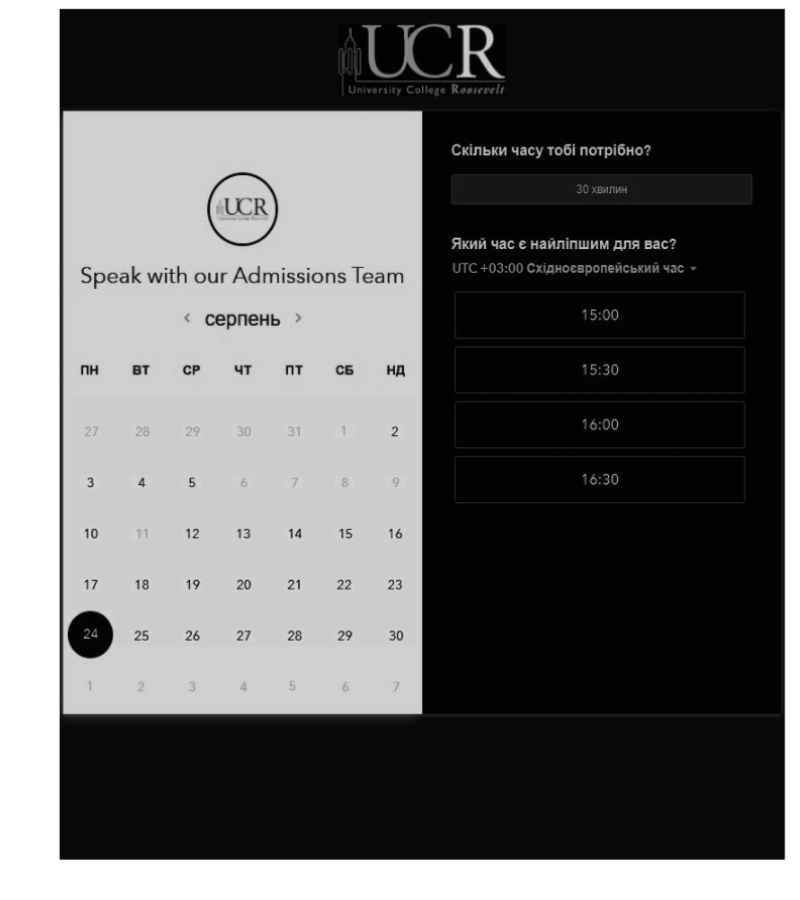 UCR
University College Roosevelt
UCR
Speak with our Admissions Team
< серпень >
ПН ВТ СР ЧТ ПТ СБ НД
27 28 29 30 31 1 2
3 4 5 6 7 8 9
10 11 12 13 14 15 16
17 18 19 20 21 22 23
24 25 26 27 28 29 30
1 2 3 4 5 6 7
Скільки часу тобі потрібно?
30 хвилин
Який час є найліпшим для вас?
UTC +03:00 Східноєвропейський час
15:00
15:30
16:00
16:30